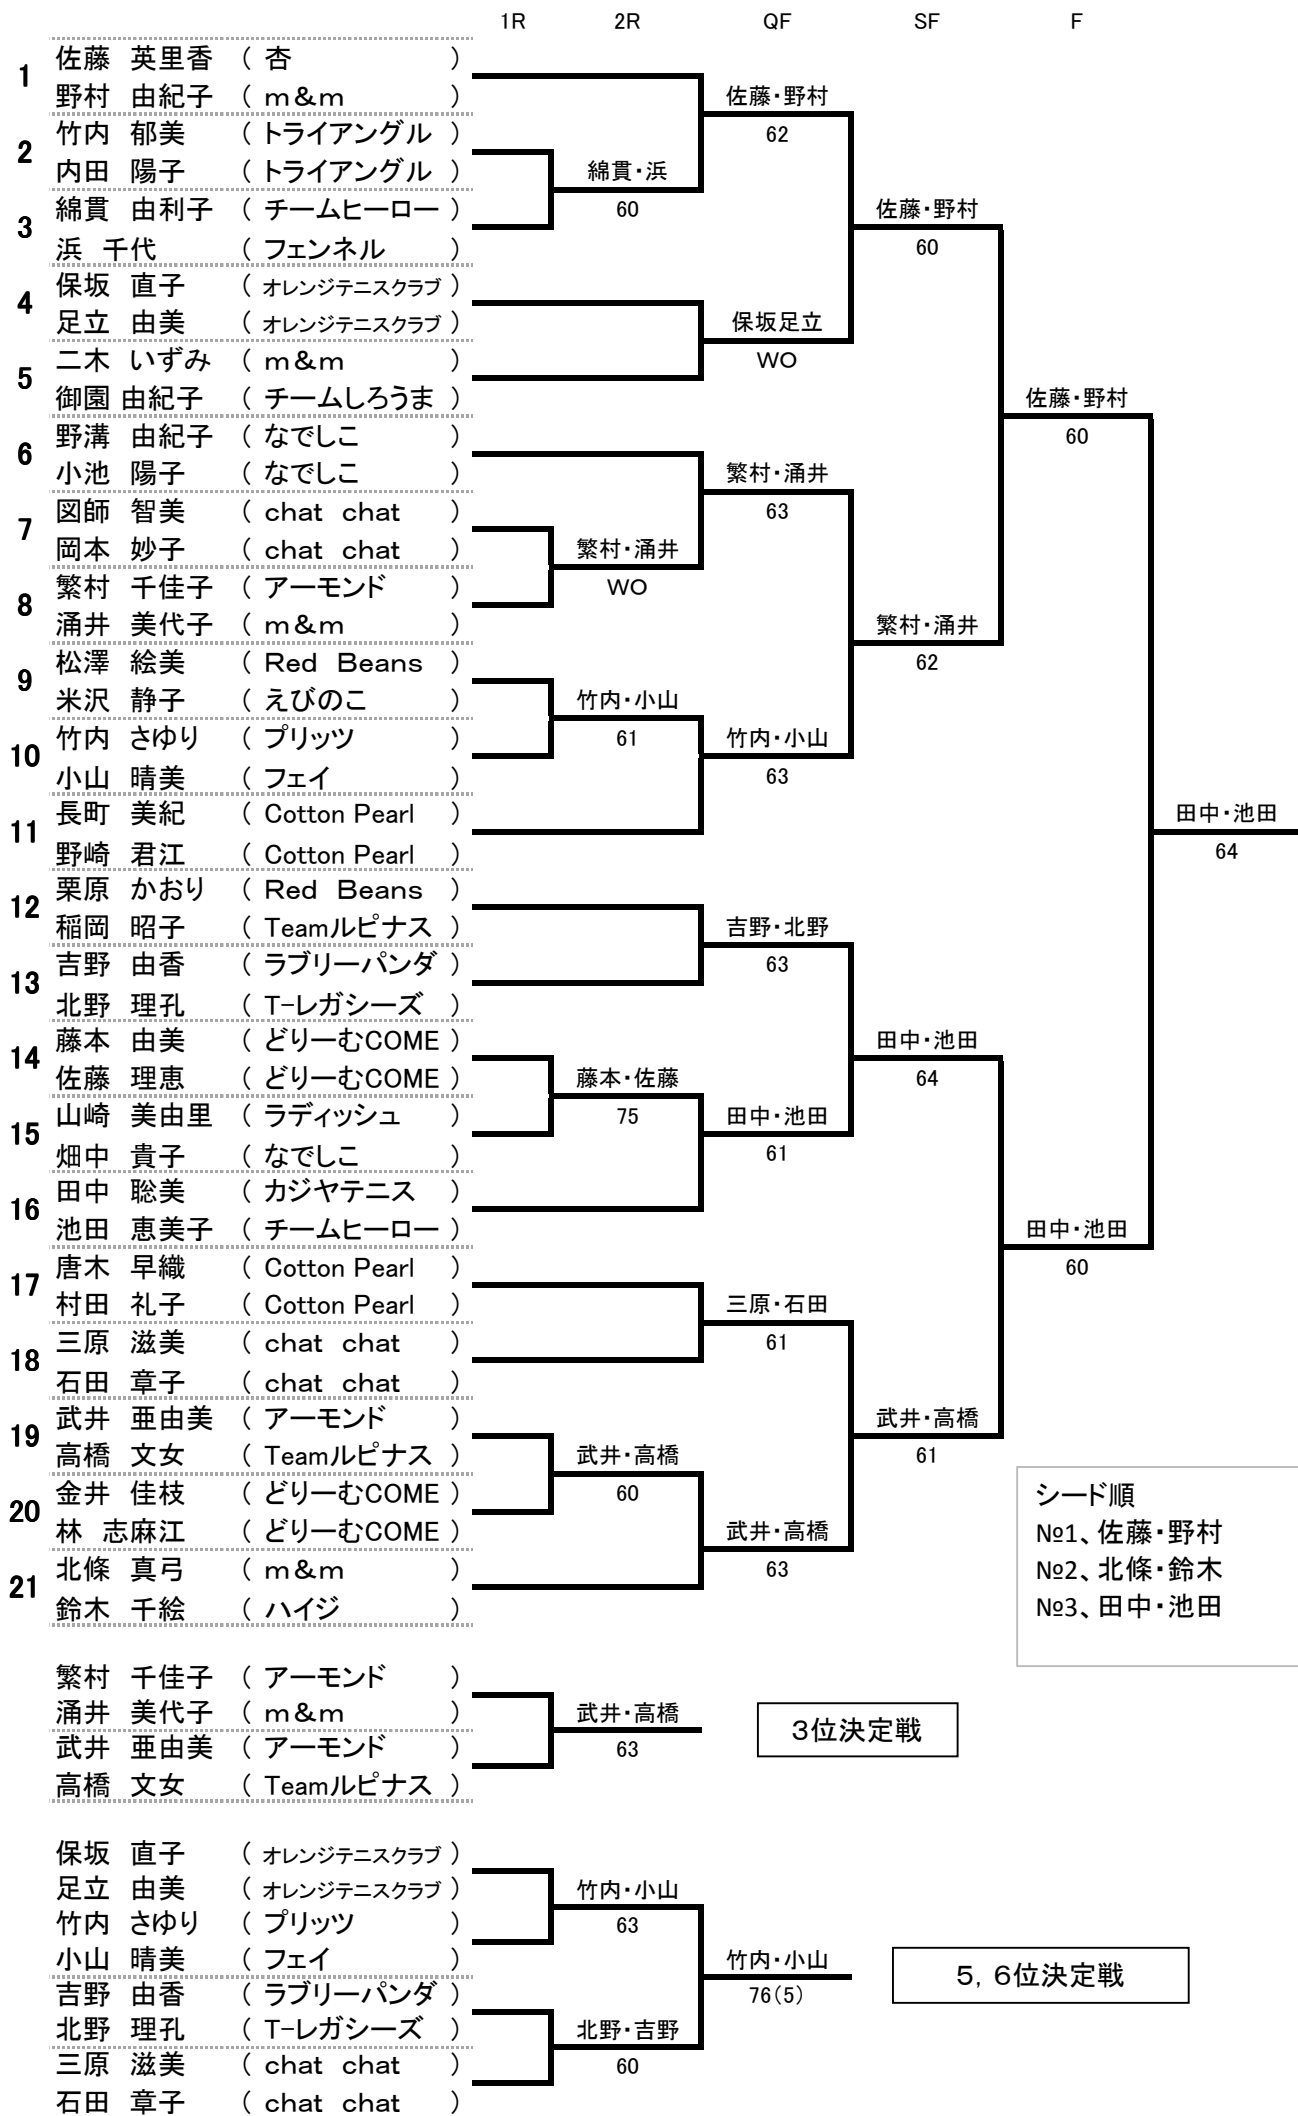 1R 2R QF SF F
1
佐藤 英里香 ( 杏 )
野村 由紀子 ( m&m )
2
竹内 郁美 ( トライアングル )
内田 陽子 ( トライアングル )
3
綿貫 由利子 ( チームヒーロー )
浜 千代 ( フェンネル )
4
保坂 直子 ( オレンジテニスクラブ )
足立 由美 ( オレンジテニスクラブ )
5
二木 いずみ ( m&m )
御園 由紀子 ( チームしろうま )
6
野溝 由紀子 ( なでしこ )
小池 陽子 ( なでしこ )
7
図師 智美 ( chat chat )
岡本 妙子 ( chat chat )
8
繁村 千佳子 ( アーモンド )
涌井 美代子 ( m&m )
9
松澤 絵美 ( Red Beans )
米沢 静子 ( えびのこ )
10
竹内 さゆり ( プリッツ )
小山 晴美 ( フェイ )
11
長町 美紀 ( Cotton Pearl )
野崎 君江 ( Cotton Pearl )
12
栗原 かおり ( Red Beans )
稲岡 昭子 ( Teamルピナス )
13
吉野 由香 ( ラブリーパンダ )
北野 理孔 ( T-レガシーズ )
14
藤本 由美 ( どりーむCOME )
佐藤 理恵 ( どりーむCOME )
15
山崎 美由里 ( ラディッシュ )
畑中 貴子 ( なでしこ )
16
田中 聡美 ( カジヤテニス )
池田 恵美子 ( チームヒーロー )
17
唐木 早織 ( Cotton Pearl )
村田 礼子 ( Cotton Pearl )
18
三原 滋美 ( chat chat )
石田 章子 ( chat chat )
19
武井 亜由美 ( アーモンド )
高橋 文女 ( Teamルピナス )
20
金井 佳枝 ( どりーむCOME )
林 志麻江 ( どりーむCOME )
21
北條 真弓 ( m&m )
鈴木 千絵 ( ハイジ )
綿貫・浜
60
繁村・涌井
WO
竹内・小山
61
藤本・佐藤
75
武井・高橋
60
佐藤・野村
62
保坂足立
WO
繁村・涌井
63
竹内・小山
63
吉野・北野
63
田中・池田
61
三原・石田
61
武井・高橋
63
佐藤・野村
60
繁村・涌井
62
田中・池田
64
武井・高橋
61
佐藤・野村
60
田中・池田
60
田中・池田
64
シード順
№1、佐藤・野村
№2、北條・鈴木
№3、田中・池田
繁村 千佳子 ( アーモンド )
涌井 美代子 ( m&m )
武井 亜由美 ( アーモンド )
高橋 文女 ( Teamルピナス )
武井・高橋
63
3位決定戦
保坂 直子 ( オレンジテニスクラブ )
足立 由美 ( オレンジテニスクラブ )
竹内 さゆり ( プリッツ )
小山 晴美 ( フェイ )
吉野 由香 ( ラブリーパンダ )
北野 理孔 ( T-レガシーズ )
三原 滋美 ( chat chat )
石田 章子 ( chat chat )
竹内・小山
63
北野・吉野
60
竹内・小山
76(5)
5, 6位決定戦